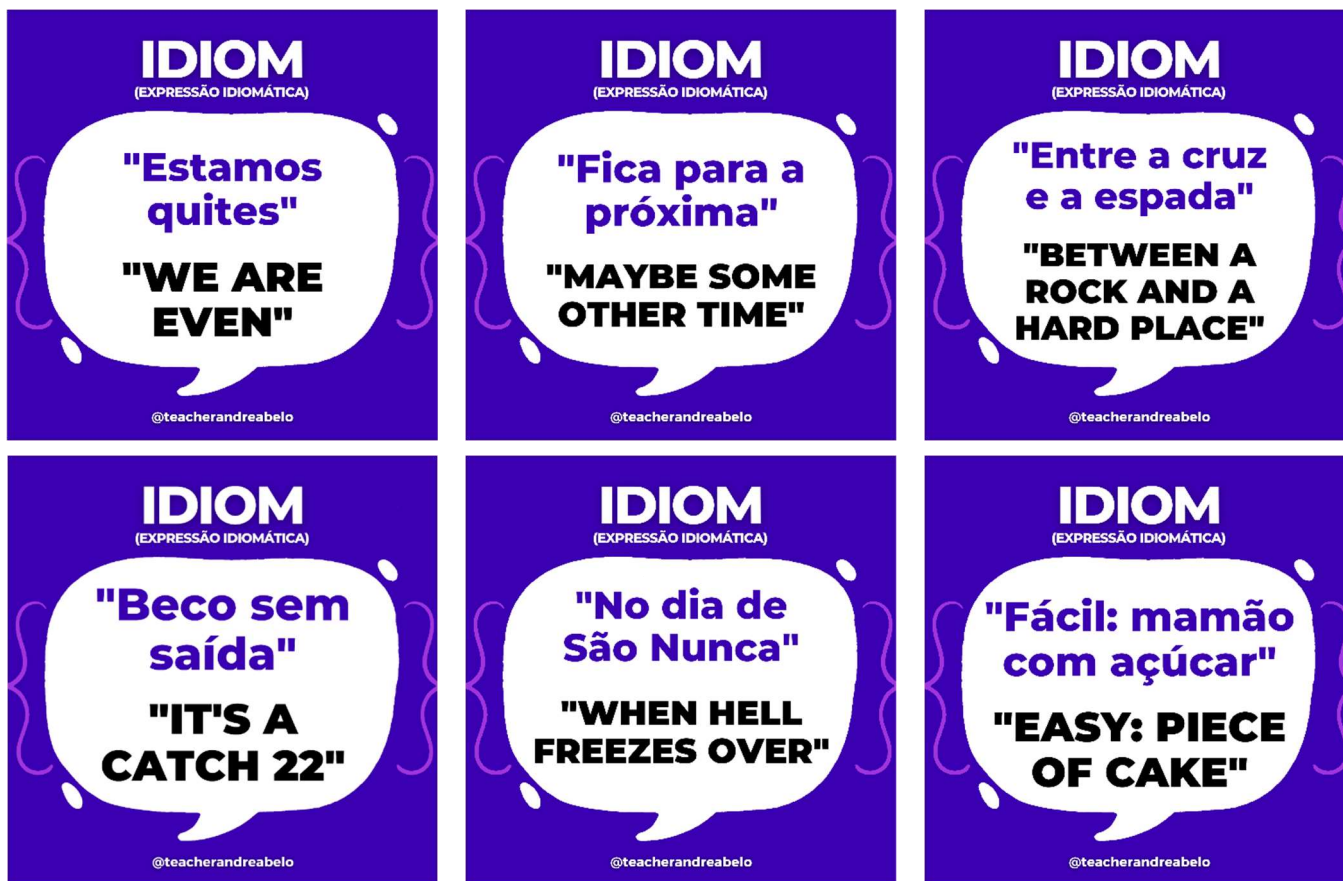 IDIOM
(EXPRESSÃO IDIOMÁTICA)
"Estamos
quites"
"WE ARE
EVEN"
@teacherandreabelo
IDIOM
(EXPRESSÃO IDIOMÁTICA)
"Fica para a
próxima"
"MAYBE SOME
OTHER TIME"
@teacherandreabelo
IDIOM
(EXPRESSÃO IDIOMÁTICA)
"Entre a cruz
e a espada"
"BETWEEN A
ROCK AND A
HARD PLACE"
@teacherandreabelo
IDIOM
(EXPRESSÃO IDIOMÁTICA)
"Beco sem
saída"
"IT'S A
CATCH 22"
@teacherandreabelo
IDIOM
(EXPRESSÃO IDIOMÁTICA)
"No dia de
São Nunca"
"WHEN HELL
FREEZES OVER"
@teacherandreabelo
IDIOM
(EXPRESSÃO IDIOMÁTICA)
"Fácil: mamão
com açúcar"
"EASY: PIECE
OF CAKE"
@teacherandreabelo